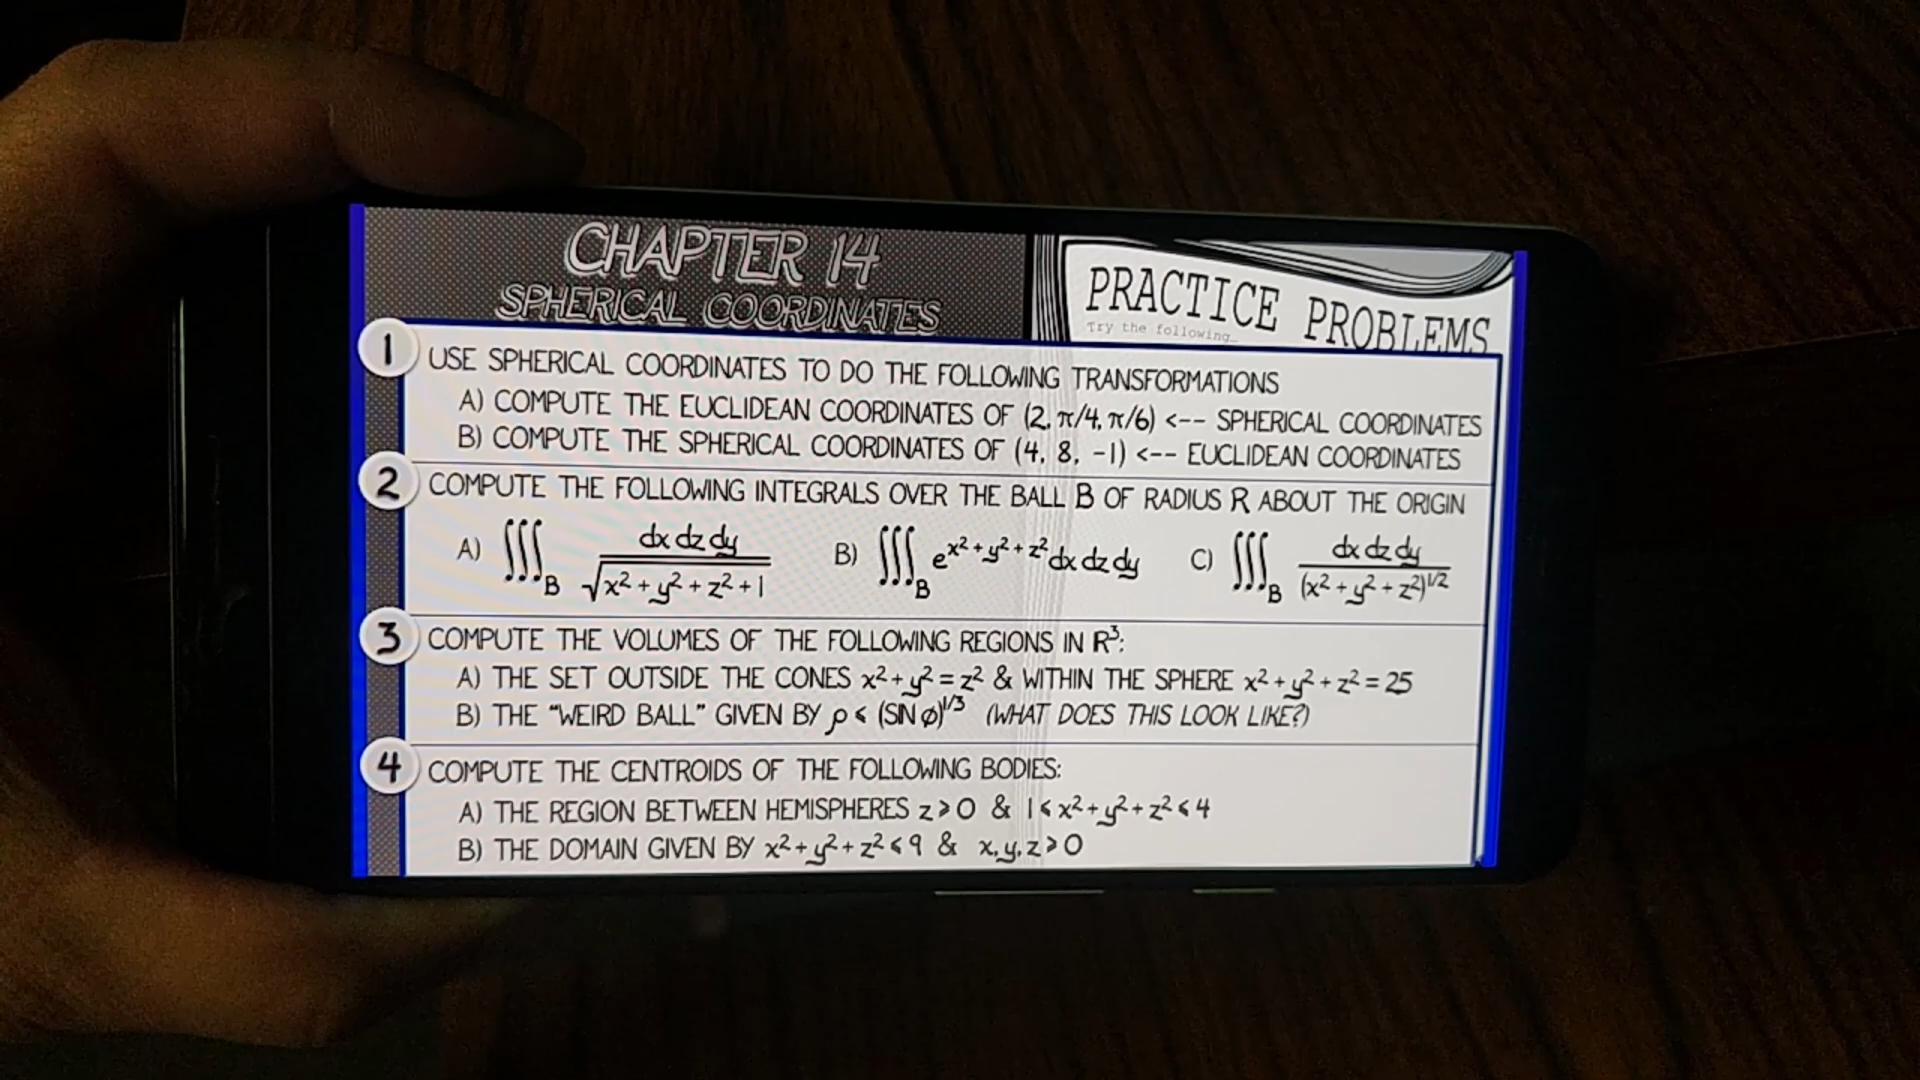 CHAPTER 14
SPHERICAL COORDINATES
PRACTICE PROBLEMS
Try the following...
1 USE SPHERICAL COORDINATES TO DO THE FOLLOWING TRANSFORMATIONS
A) COMPUTE THE EUCLIDEAN COORDINATES OF (2, π/4, π/6) <-- SPHERICAL COORDINATES
B) COMPUTE THE SPHERICAL COORDINATES OF (4, 8, -1) <-- EUCLIDEAN COORDINATES
2 COMPUTE THE FOLLOWING INTEGRALS OVER THE BALL B OF RADIUS R ABOUT THE ORIGIN
A) ∭_B dx dz dy / √(x² + y² + z² + 1) B) ∭_B e^(x² + y² + z²) dx dz dy C) ∭_B dx dz dy / (x² + y² + z²)^(1/2)
3 COMPUTE THE VOLUMES OF THE FOLLOWING REGIONS IN R³:
A) THE SET OUTSIDE THE CONES x² + y² = z² & WITHIN THE SPHERE x² + y² + z² = 25
B) THE "WEIRD BALL" GIVEN BY ρ ≤ (SIN φ)^(1/3) (WHAT DOES THIS LOOK LIKE?)
4 COMPUTE THE CENTROIDS OF THE FOLLOWING BODIES:
A) THE REGION BETWEEN HEMISPHERES z ≥ 0 & 1 ≤ x² + y² + z² ≤ 4
B) THE DOMAIN GIVEN BY x² + y² + z² ≤ 9 & x, y, z ≥ 0